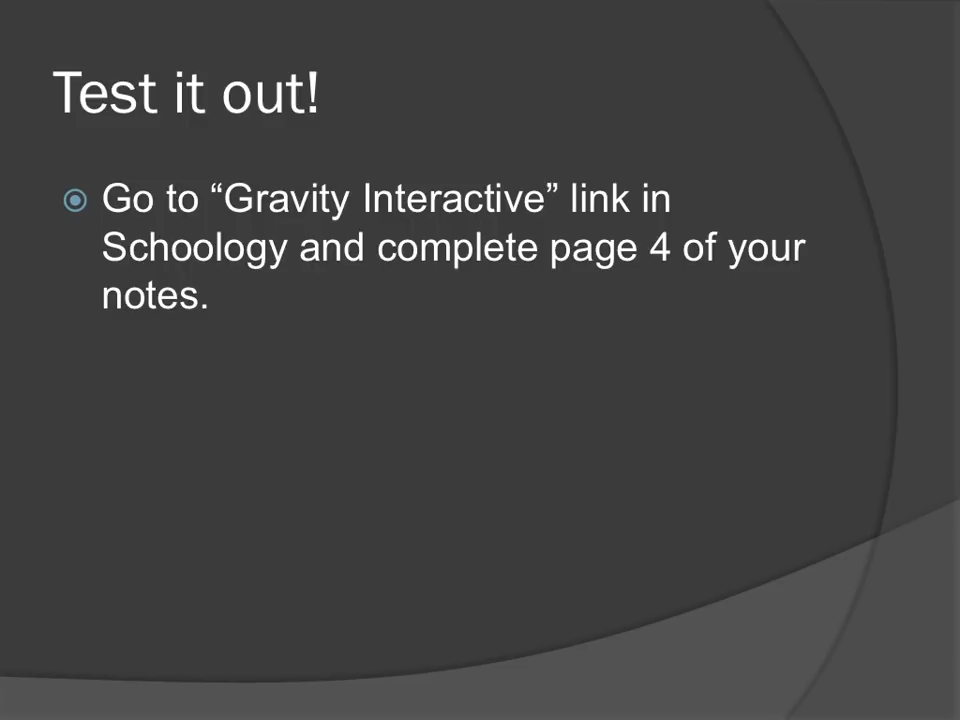 Test it out!
Go to “Gravity Interactive” link in
Schoology and complete page 4 of your
notes.